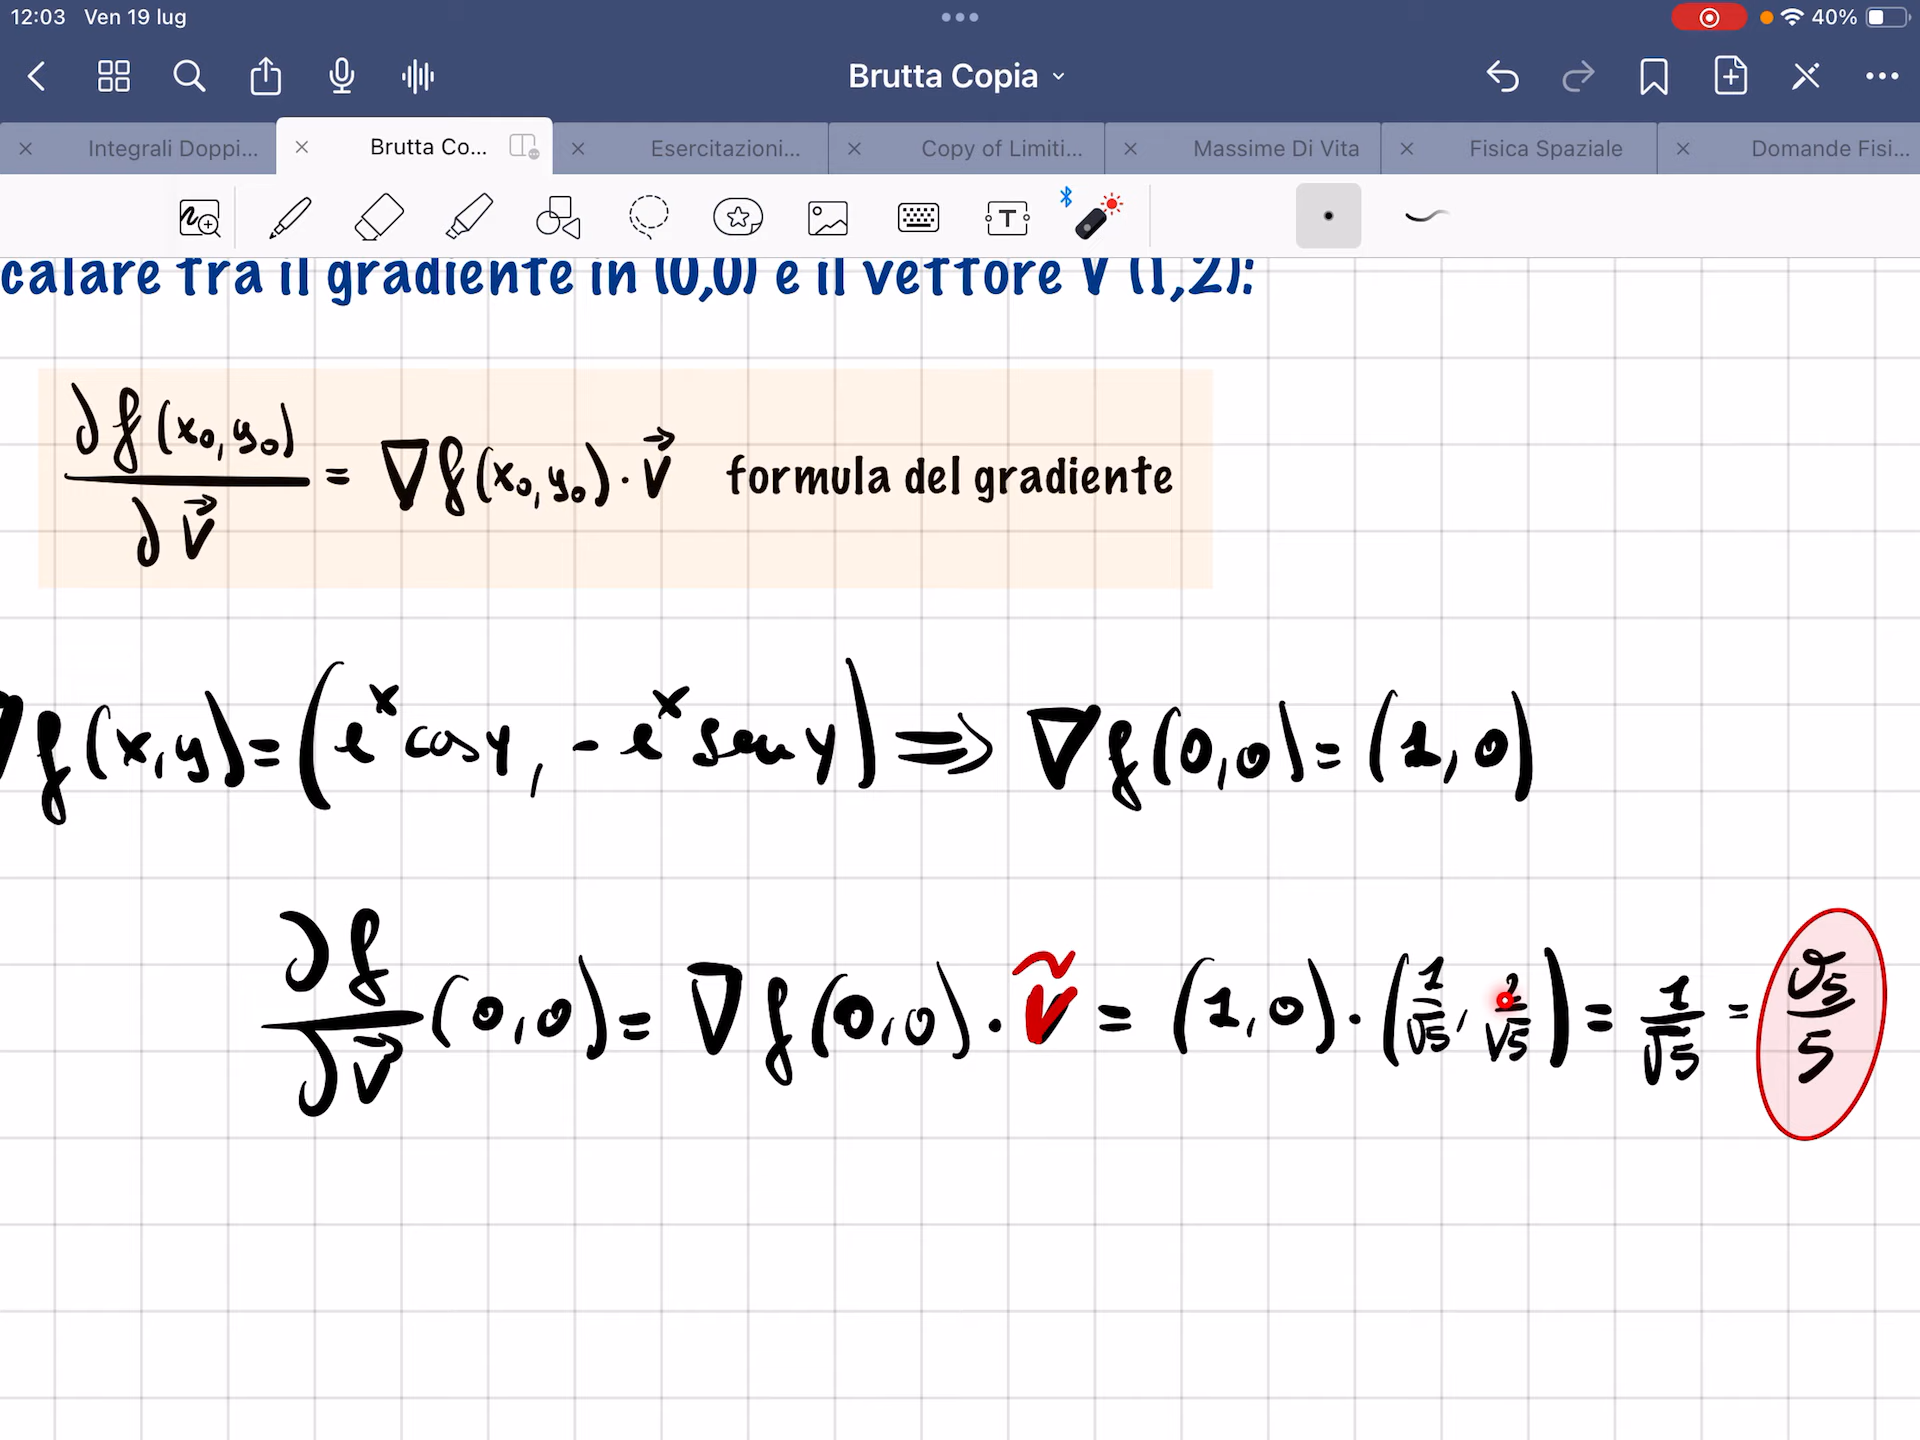 12:03 Ven 19 lug 40%
Brutta Copia
Integrali Doppi... Brutta Co... Esercitazioni... Copy of Limiti... Massime Di Vita Fisica Spaziale Domande Fisi...
T
calare fra il gradiente in (0,0) e il vettore v (1,2):
∂f(x₀,y₀)/∂v⃗ = ∇f(x₀,y₀)·v⃗ formula del gradiente
∇f(x,y)=(eˣcosy, -eˣseny) ⇒ ∇f(0,0)=(1,0)
∂f/∂v⃗ (0,0)= ∇f(0,0)·ṽ = (1,0)·(1/√5, 2/√5) = 1/√5 = √5/5